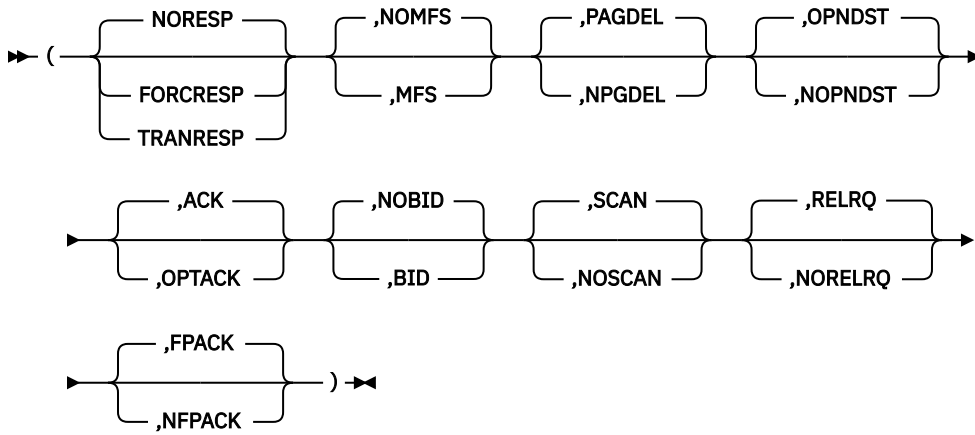 NORESP ,NOMFS ,PAGDEL ,OPNDST
(
FORCRESP ,MFS ,NPGDEL ,NOPNDST
TRANRESP
,ACK ,NOBID ,SCAN ,RELRQ
,OPTACK ,BID ,NOSCAN ,NORELRQ
,FPACK
)
,NFPACK